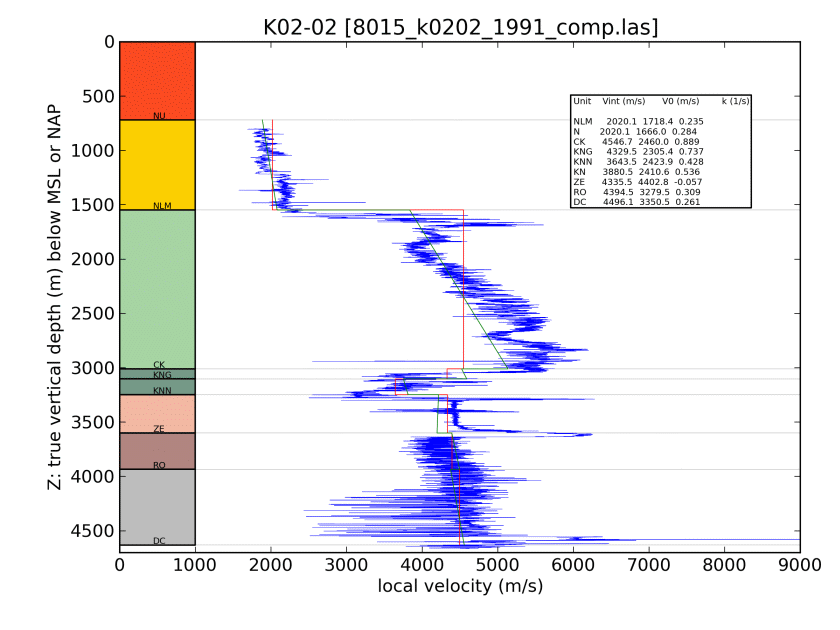 K02-02 [8015_k0202_1991_comp.las]
Z: true vertical depth (m) below MSL or NAP
0
500
1000
1500
2000
2500
3000
3500
4000
4500
NU
NLM
CK
KNG
KNN
ZE
RO
DC
Unit Vint (m/s) V0 (m/s) k (1/s)
NLM 2020.1 1718.4 0.235
N 2020.1 1666.0 0.284
CK 4546.7 2460.0 0.889
KNG 4329.5 2305.4 0.737
KNN 3643.5 2423.9 0.428
KN 3880.5 2410.6 0.536
ZE 4335.5 4402.8 -0.057
RO 4394.5 3279.5 0.309
DC 4496.1 3350.5 0.261
0 1000 2000 3000 4000 5000 6000 7000 8000 9000
local velocity (m/s)